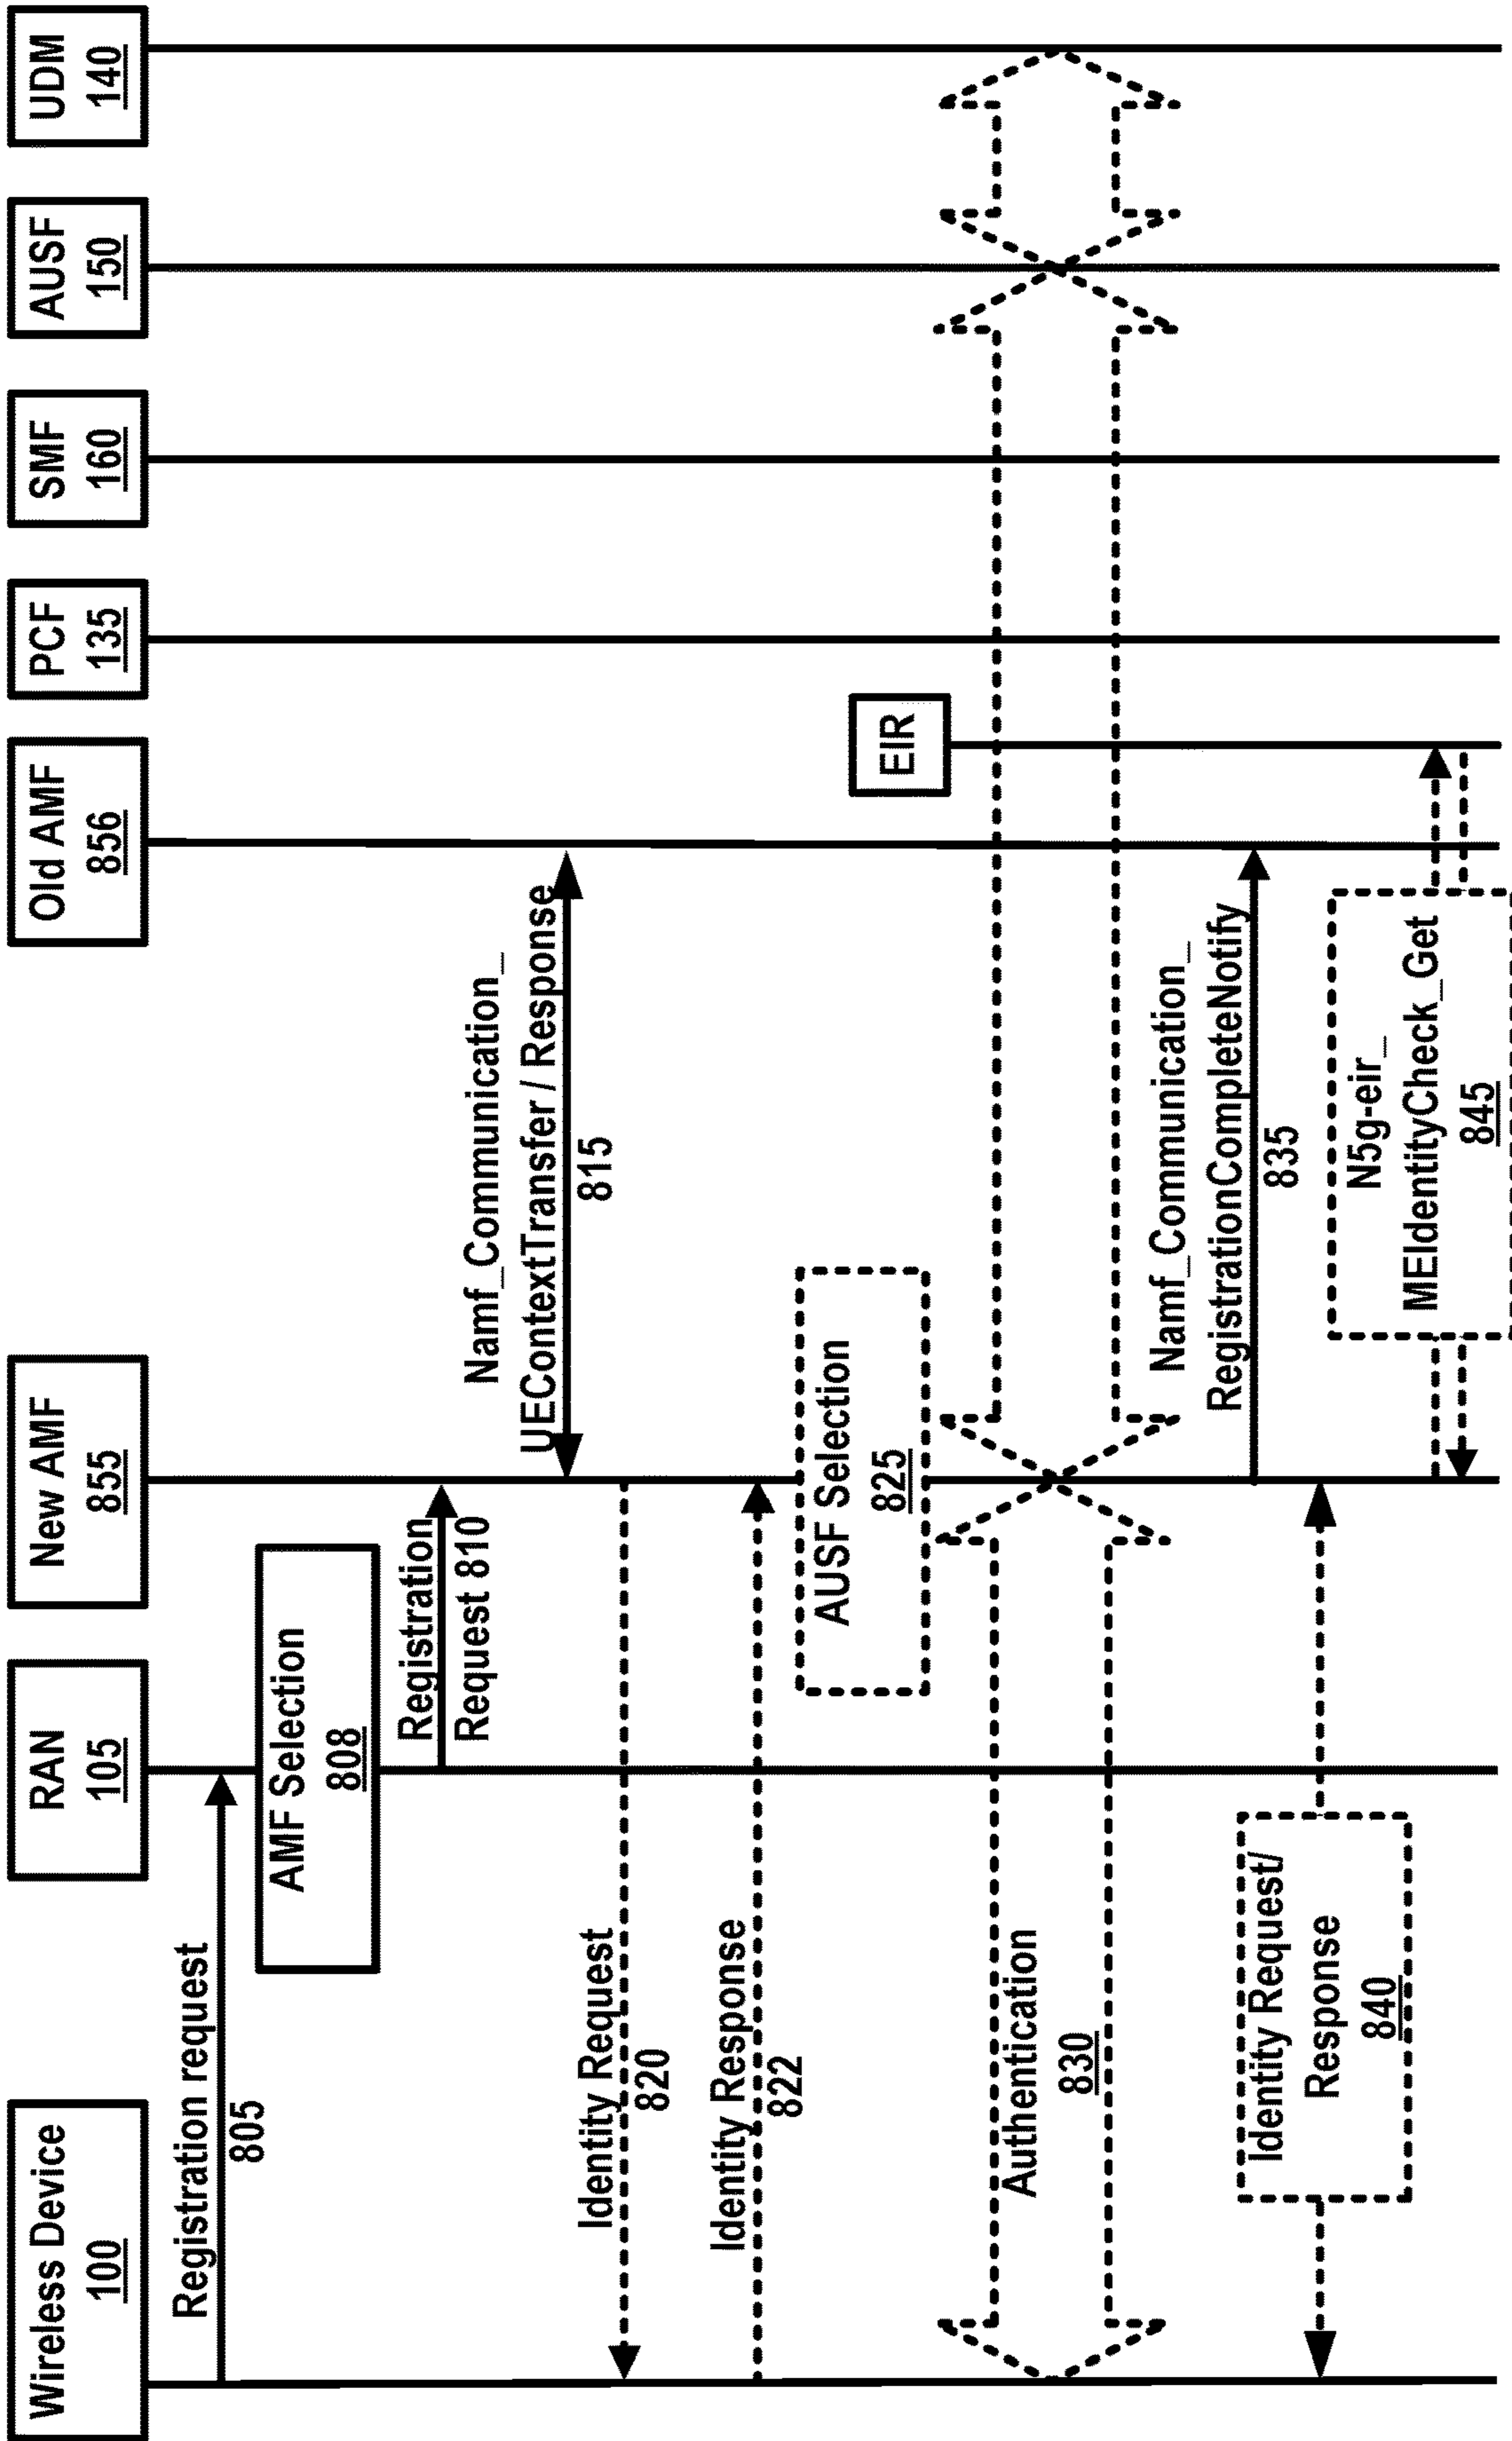 Wireless Device
100
RAN
105
New AMF
855
Old AMF
856
PCF
135
SMF
160
AUSF
150
UDM
140
Registration request
805
AMF Selection
808
Registration
Request 810
Namf_Communication_
UEContextTransfer / Response
815
Identity Request
820
Identity Response
822
AUSF Selection
825
EIR
Authentication
830
Namf_Communication_
RegistrationCompleteNotify
835
Identity Request/
Response
840
N5g-eir_
MEIdentityCheck_Get
845